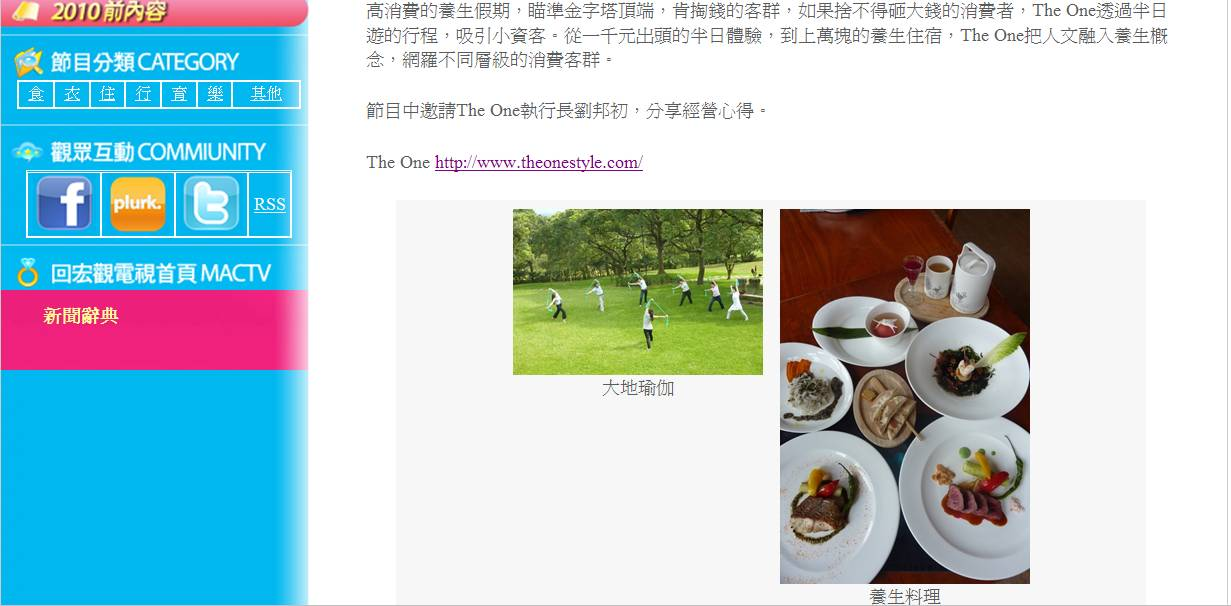 2010前內容
節目分類 CATEGORY
食 衣 住 行 育 樂 其他
觀眾互動 COMMIUNITY
f plurk. t RSS
回宏觀電視首頁 MACTV
新聞辭典
高消費的養生假期，瞄準金字塔頂端，肯掏錢的客群，如果捨不得砸大錢的消費者，The One透過半日
遊的行程，吸引小資客。從一千元出頭的半日體驗，到上萬塊的養生住宿，The One把人文融入養生概
念，網羅不同層級的消費客群。
節目中邀請The One執行長劉邦初，分享經營心得。
The One http://www.theonestyle.com/
大地瑜伽
養生料理